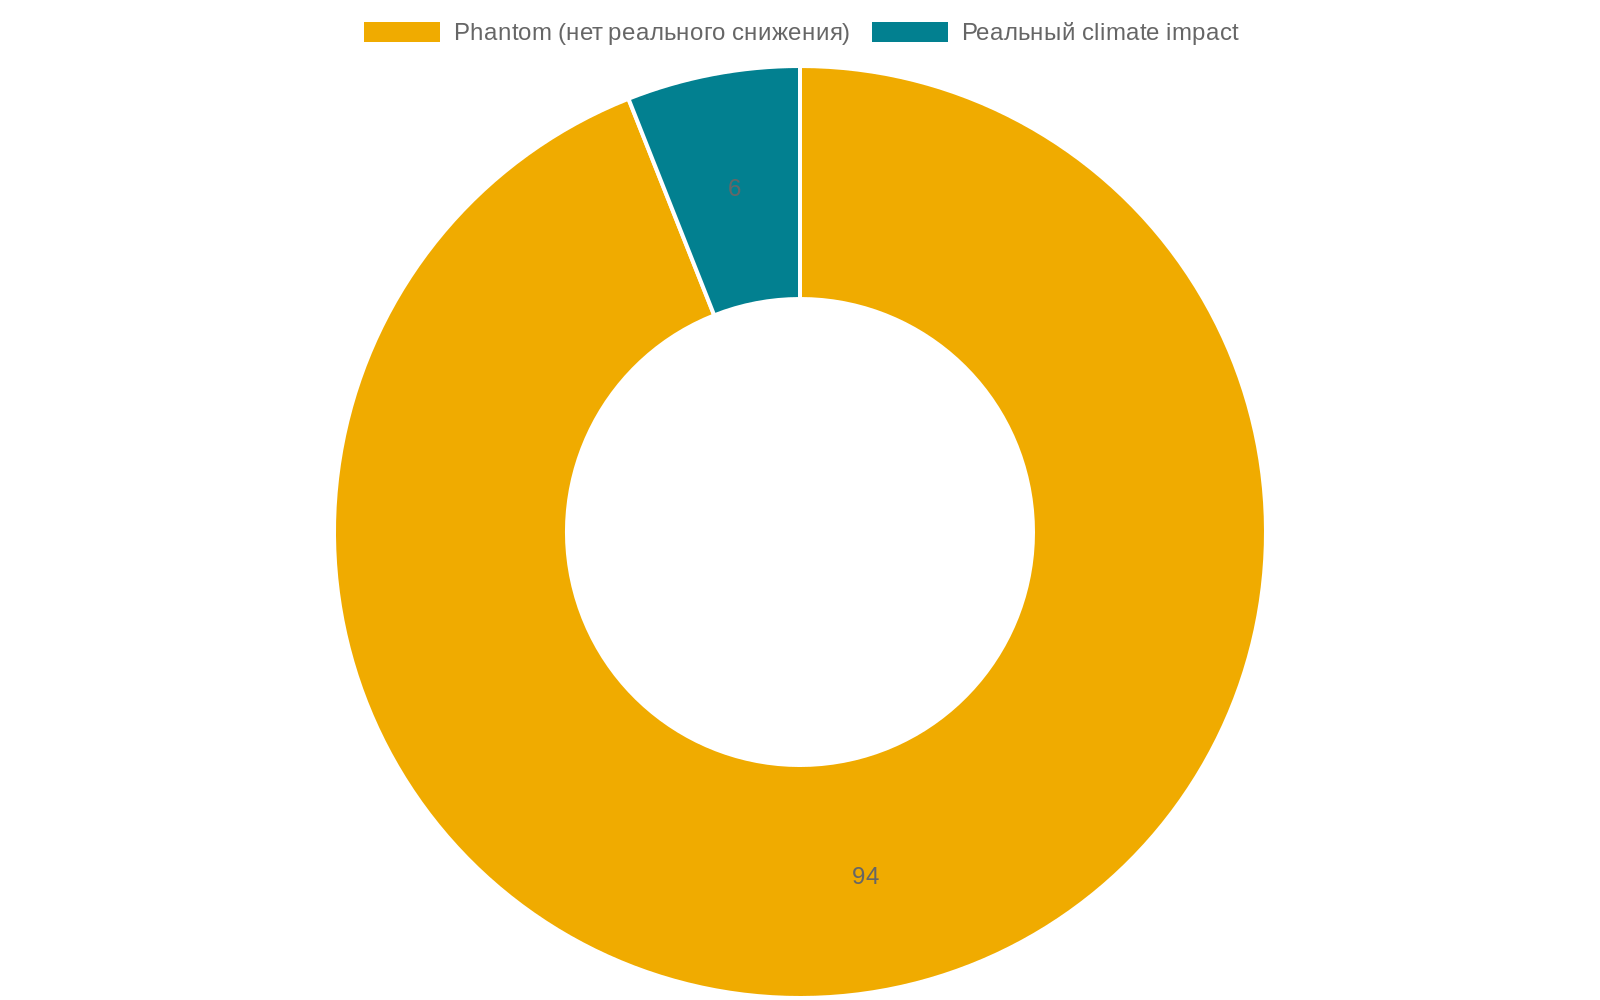 Phantom (нет реального снижения) Реальный climate impact
6
94